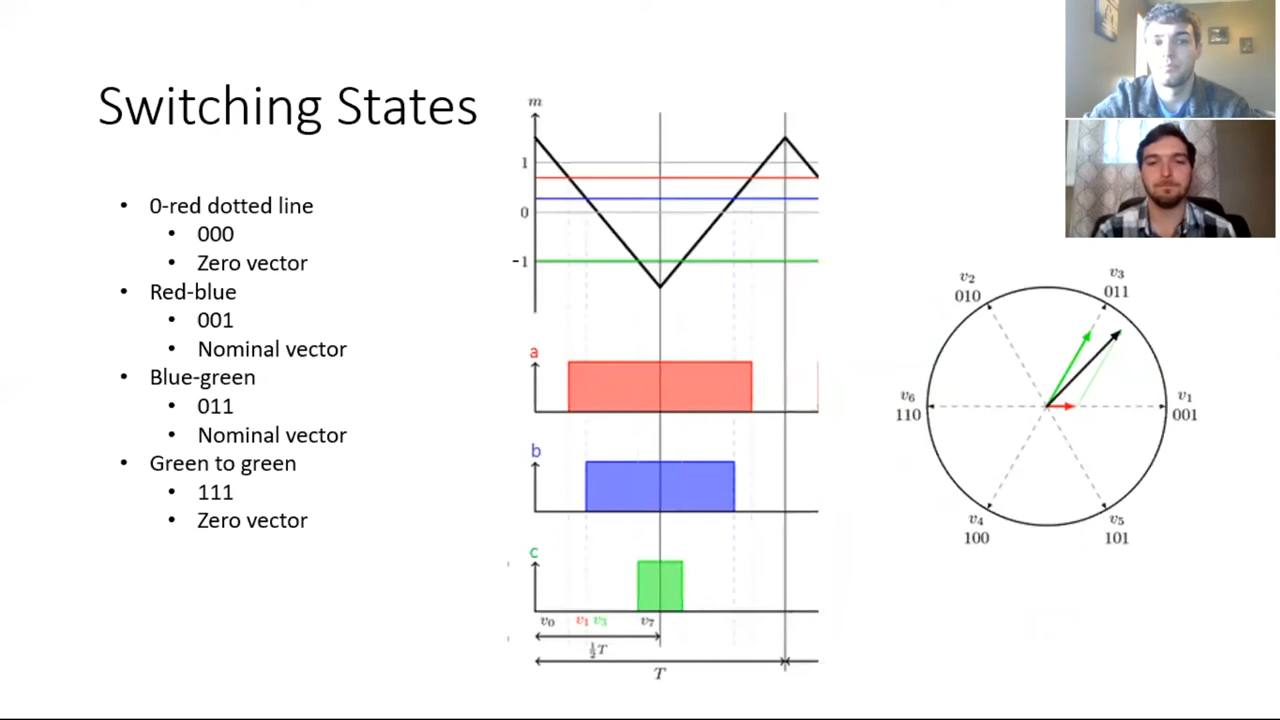 Switching States
• 0-red dotted line
• 000
• Zero vector
• Red-blue
• 001
• Nominal vector
• Blue-green
• 011
• Nominal vector
• Green to green
• 111
• Zero vector
m
1
0
-1
a
b
c
v₀ v₁ v₃ v₇
½T
T
v₂
010
v₃
011
v₆
110
v₁
001
v₄
100
v₅
101